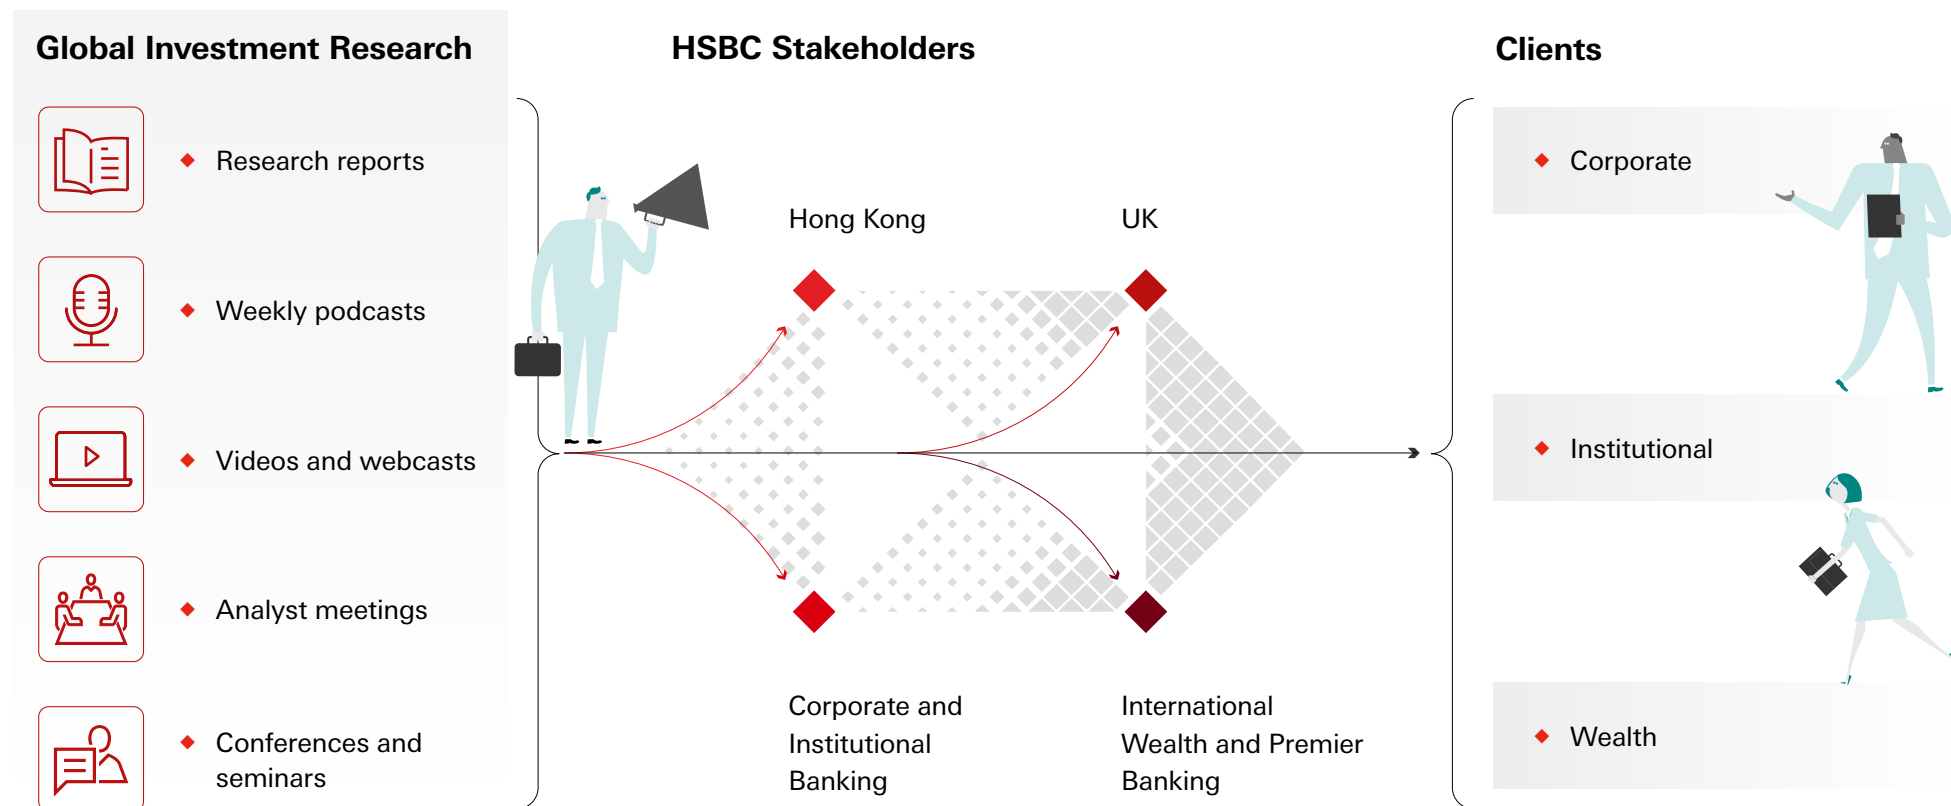 Global Investment Research
Research reports
Weekly podcasts
Videos and webcasts
Analyst meetings
Conferences and
seminars
HSBC Stakeholders
Hong Kong
UK
Corporate and
Institutional
Banking
International
Wealth and Premier
Banking
Clients
Corporate
Institutional
Wealth